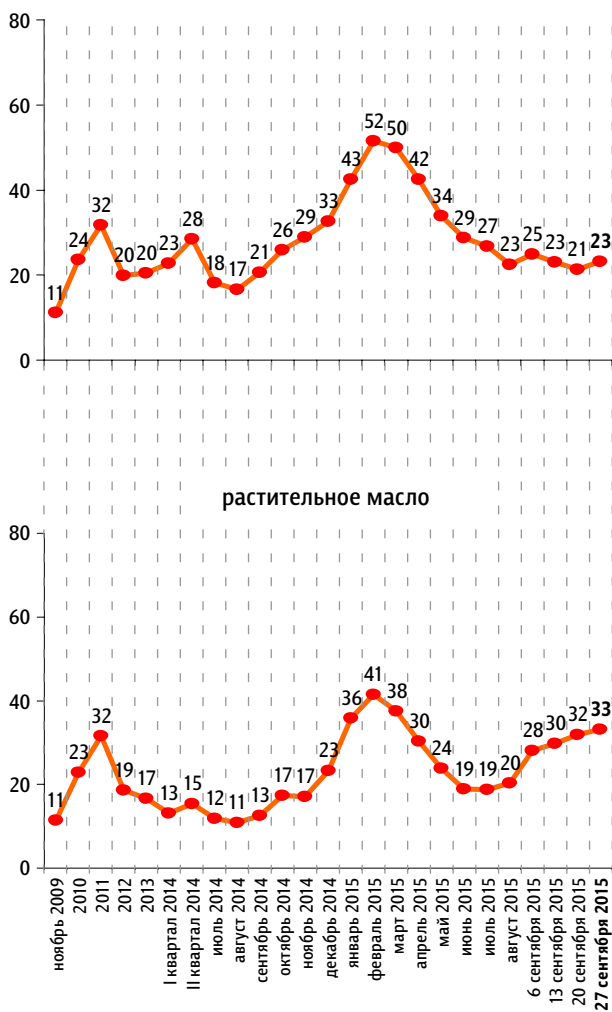 80
60
40
20
0
11
24
32
20
20
23
28
18
17
21
26
29
33
43
52
50
42
34
29
27
23
25
23
21
23
растительное масло
80
60
40
20
0
11
23
32
19
17
13
15
12
11
13
17
17
23
36
41
38
30
24
19
19
20
28
30
32
33
ноябрь 2009
2010
2011
2012
2013
I квартал 2014
II квартал 2014
июль 2014
август 2014
сентябрь 2014
октябрь 2014
ноябрь 2014
декабрь 2014
январь 2015
февраль 2015
март 2015
апрель 2015
май 2015
июнь 2015
июль 2015
август 2015
6 сентября 2015
13 сентября 2015
20 сентября 2015
27 сентября 2015